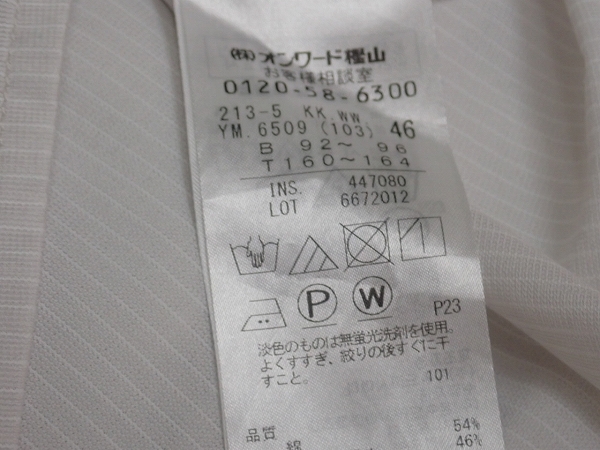 ㈱オンワード樫山
お客様相談室
0120-58-6300
213-5 KK.WW
YM.6509 (103) 46
B 92〜 96
T 160〜164
INS. 447080
LOT 6672012
P W
P23
淡色のものは無蛍光洗剤を使用。
よくすすぎ、絞りの後すぐに干
すこと。
101
品質
綿 54%
46%